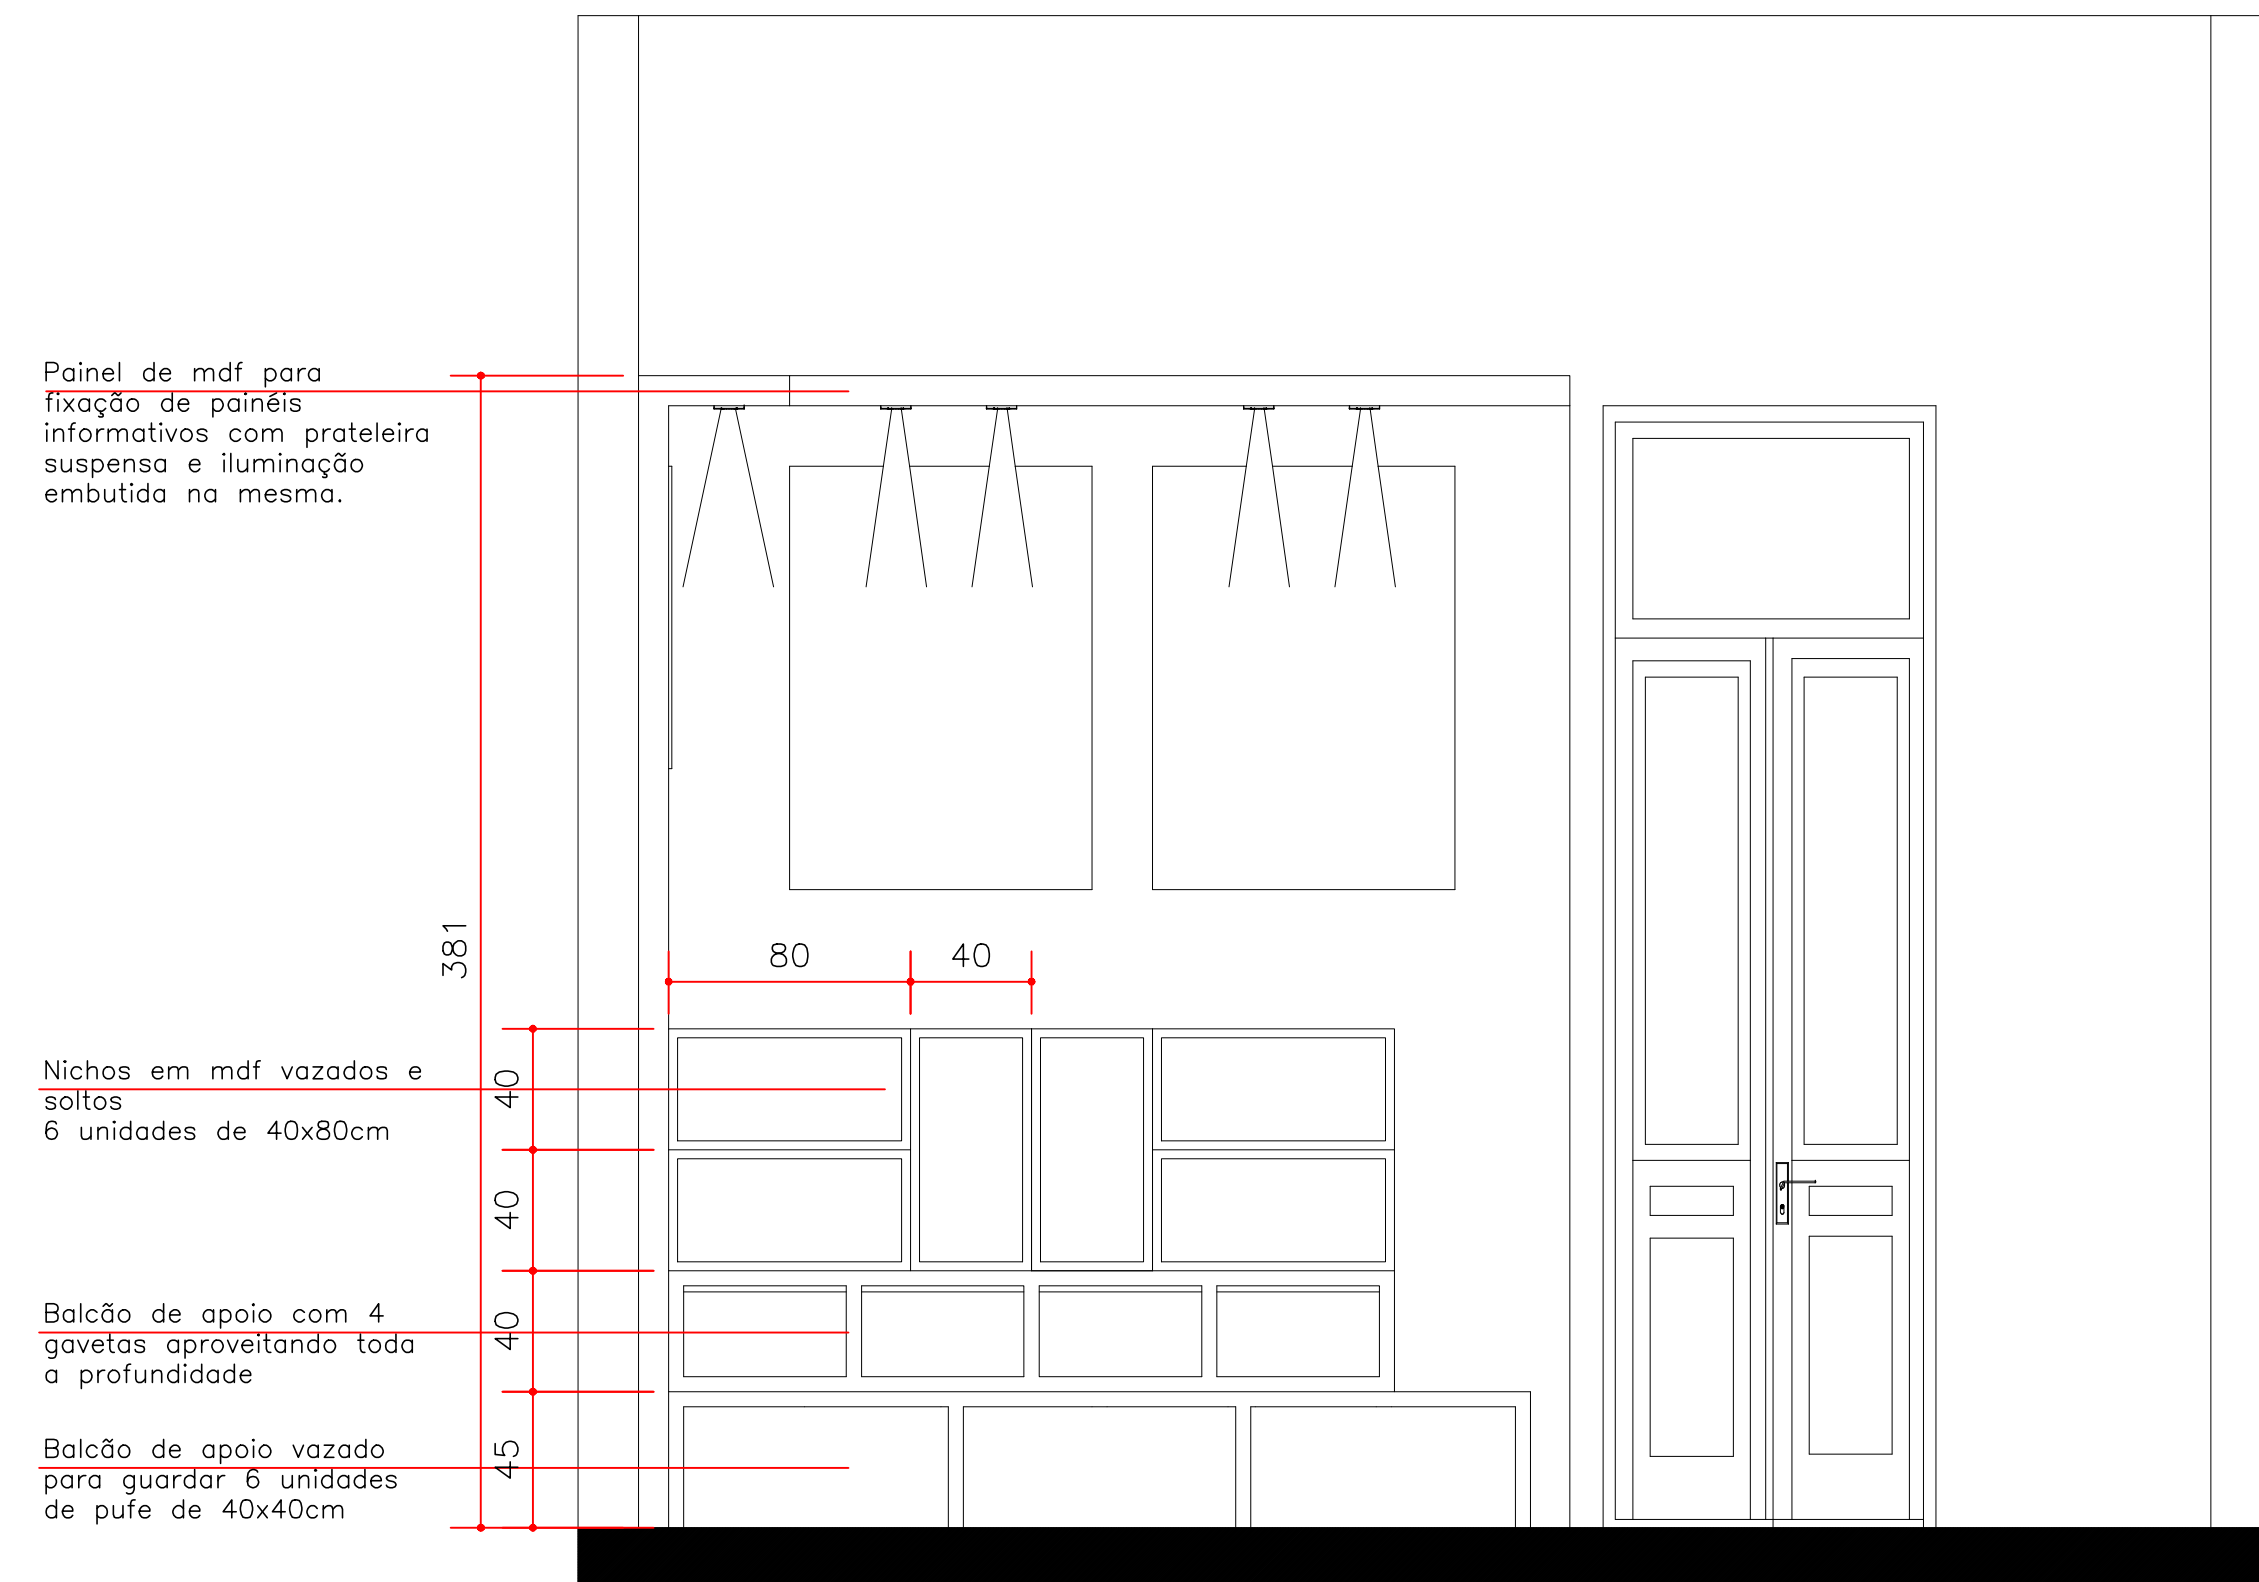 Painel de mdf para
fixação de painéis
informativos com prateleira
suspensa e iluminação
embutida na mesma.
381
80
40
40
Nichos em mdf vazados e
soltos
6 unidades de 40x80cm
40
40
Balcão de apoio com 4
gavetas aproveitando toda
a profundidade
45
Balcão de apoio vazado
para guardar 6 unidades
de pufe de 40x40cm